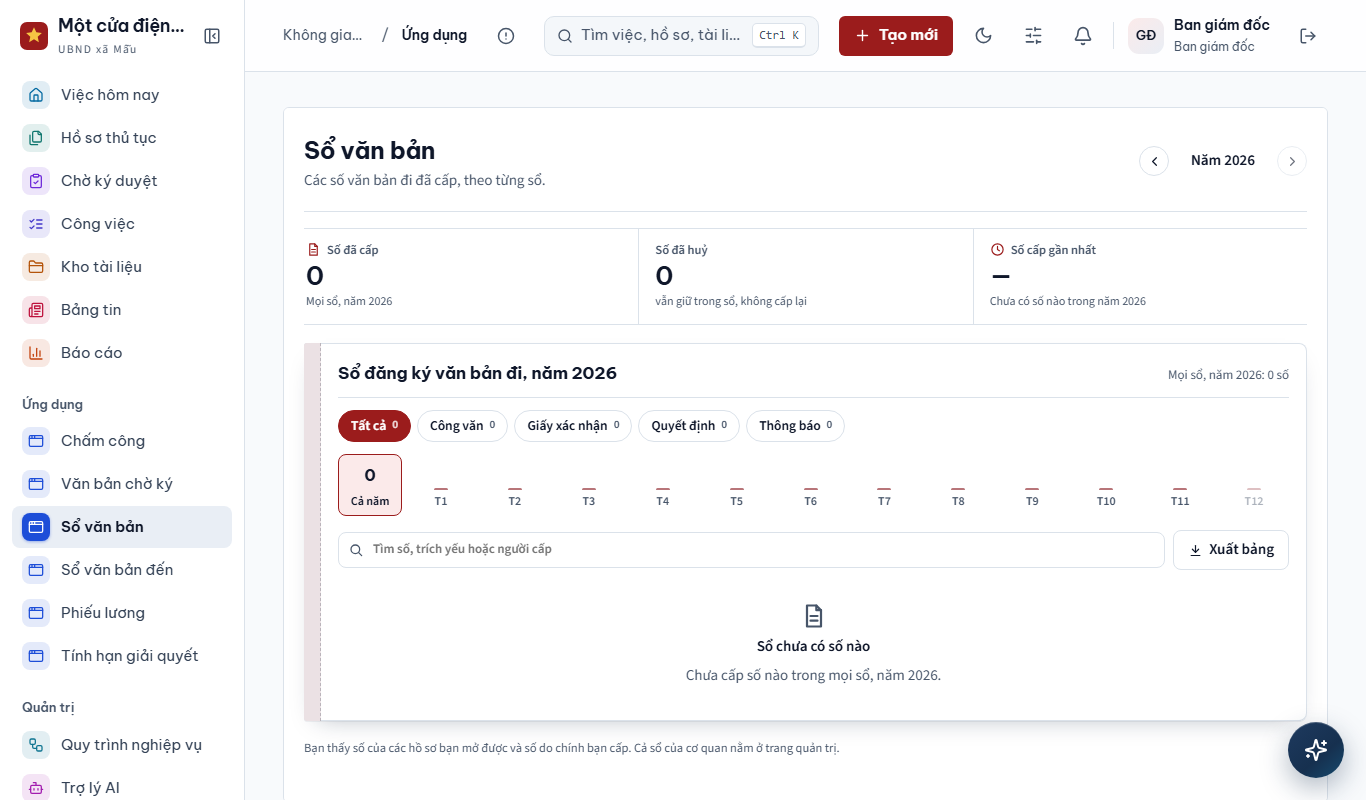 Một cửa điện...
UBND xã Mẫu
Không gia... / Ứng dụng
Tìm việc, hồ sơ, tài li... Ctrl K
Tạo mới
GĐ
Ban giám đốc
Ban giám đốc
Việc hôm nay
Hồ sơ thủ tục
Chờ ký duyệt
Công việc
Kho tài liệu
Bảng tin
Báo cáo
Ứng dụng
Chấm công
Văn bản chờ ký
Sổ văn bản
Sổ văn bản đến
Phiếu lương
Tính hạn giải quyết
Quản trị
Quy trình nghiệp vụ
Trợ lý AI
Sổ văn bản
Các số văn bản đi đã cấp, theo từng sổ.
Năm 2026
Số đã cấp
0
Mọi sổ, năm 2026
Số đã huỷ
0
vẫn giữ trong sổ, không cấp lại
Số cấp gần nhất
—
Chưa có số nào trong năm 2026
Sổ đăng ký văn bản đi, năm 2026
Mọi sổ, năm 2026: 0 số
Tất cả 0 Công văn 0 Giấy xác nhận 0 Quyết định 0 Thông báo 0
0
Cả năm T1 T2 T3 T4 T5 T6 T7 T8 T9 T10 T11 T12
Tìm số, trích yếu hoặc người cấp
Xuất bảng
Sổ chưa có số nào
Chưa cấp số nào trong mọi sổ, năm 2026.
Bạn thấy số của các hồ sơ bạn mở được và số do chính bạn cấp. Cả sổ của cơ quan nằm ở trang quản trị.